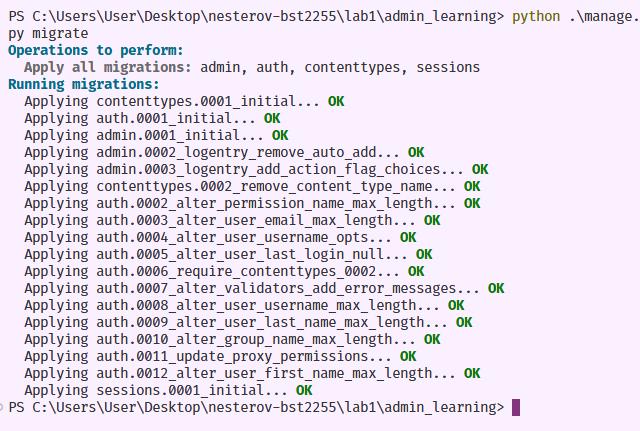 PS C:\Users\User\Desktop\nesterov-bst2255\lab1\admin_learning> python .\manage.
py migrate
Operations to perform:
  Apply all migrations: admin, auth, contenttypes, sessions
Running migrations:
  Applying contenttypes.0001_initial... OK
  Applying auth.0001_initial... OK
  Applying admin.0001_initial... OK
  Applying admin.0002_logentry_remove_auto_add... OK
  Applying admin.0003_logentry_add_action_flag_choices... OK
  Applying contenttypes.0002_remove_content_type_name... OK
  Applying auth.0002_alter_permission_name_max_length... OK
  Applying auth.0003_alter_user_email_max_length... OK
  Applying auth.0004_alter_user_username_opts... OK
  Applying auth.0005_alter_user_last_login_null... OK
  Applying auth.0006_require_contenttypes_0002... OK
  Applying auth.0007_alter_validators_add_error_messages... OK
  Applying auth.0008_alter_user_username_max_length... OK
  Applying auth.0009_alter_user_last_name_max_length... OK
  Applying auth.0010_alter_group_name_max_length... OK
  Applying auth.0011_update_proxy_permissions... OK
  Applying auth.0012_alter_user_first_name_max_length... OK
  Applying sessions.0001_initial... OK
PS C:\Users\User\Desktop\nesterov-bst2255\lab1\admin_learning>